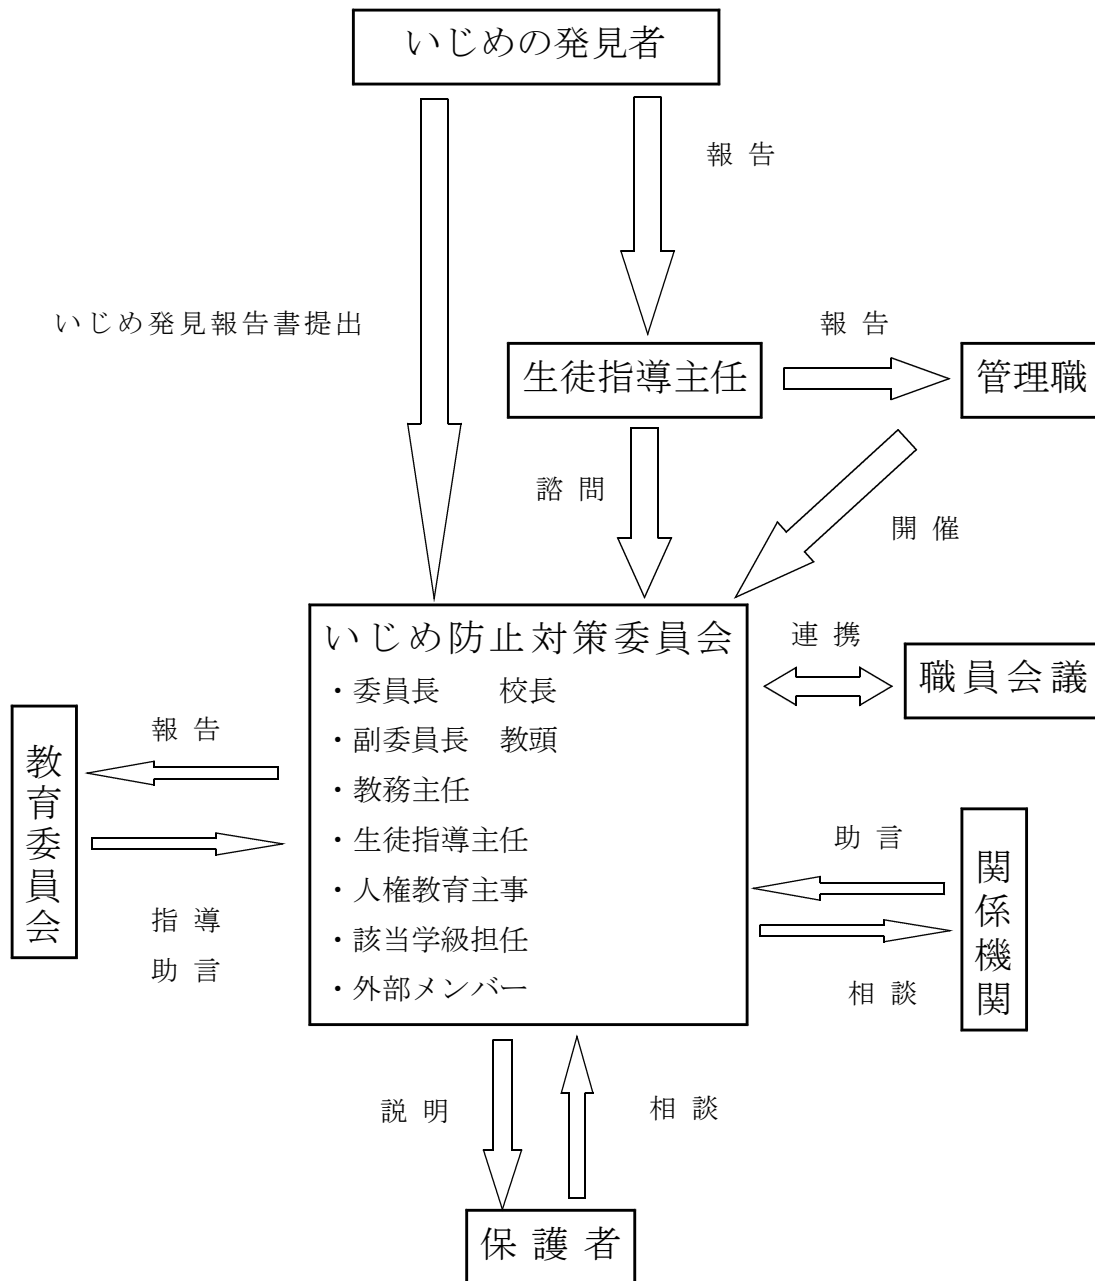 いじめの発見者
報告
いじめ発見報告書提出
報告
生徒指導主任
管理職
諮問
開催
いじめ防止対策委員会
・委員長　　校長
・副委員長　教頭
・教務主任
・生徒指導主任
・人権教育主事
・該当学級担任
・外部メンバー
連携
職員会議
報告
教育委員会
指導
助言
助言
関係機関
相談
説明
相談
保護者